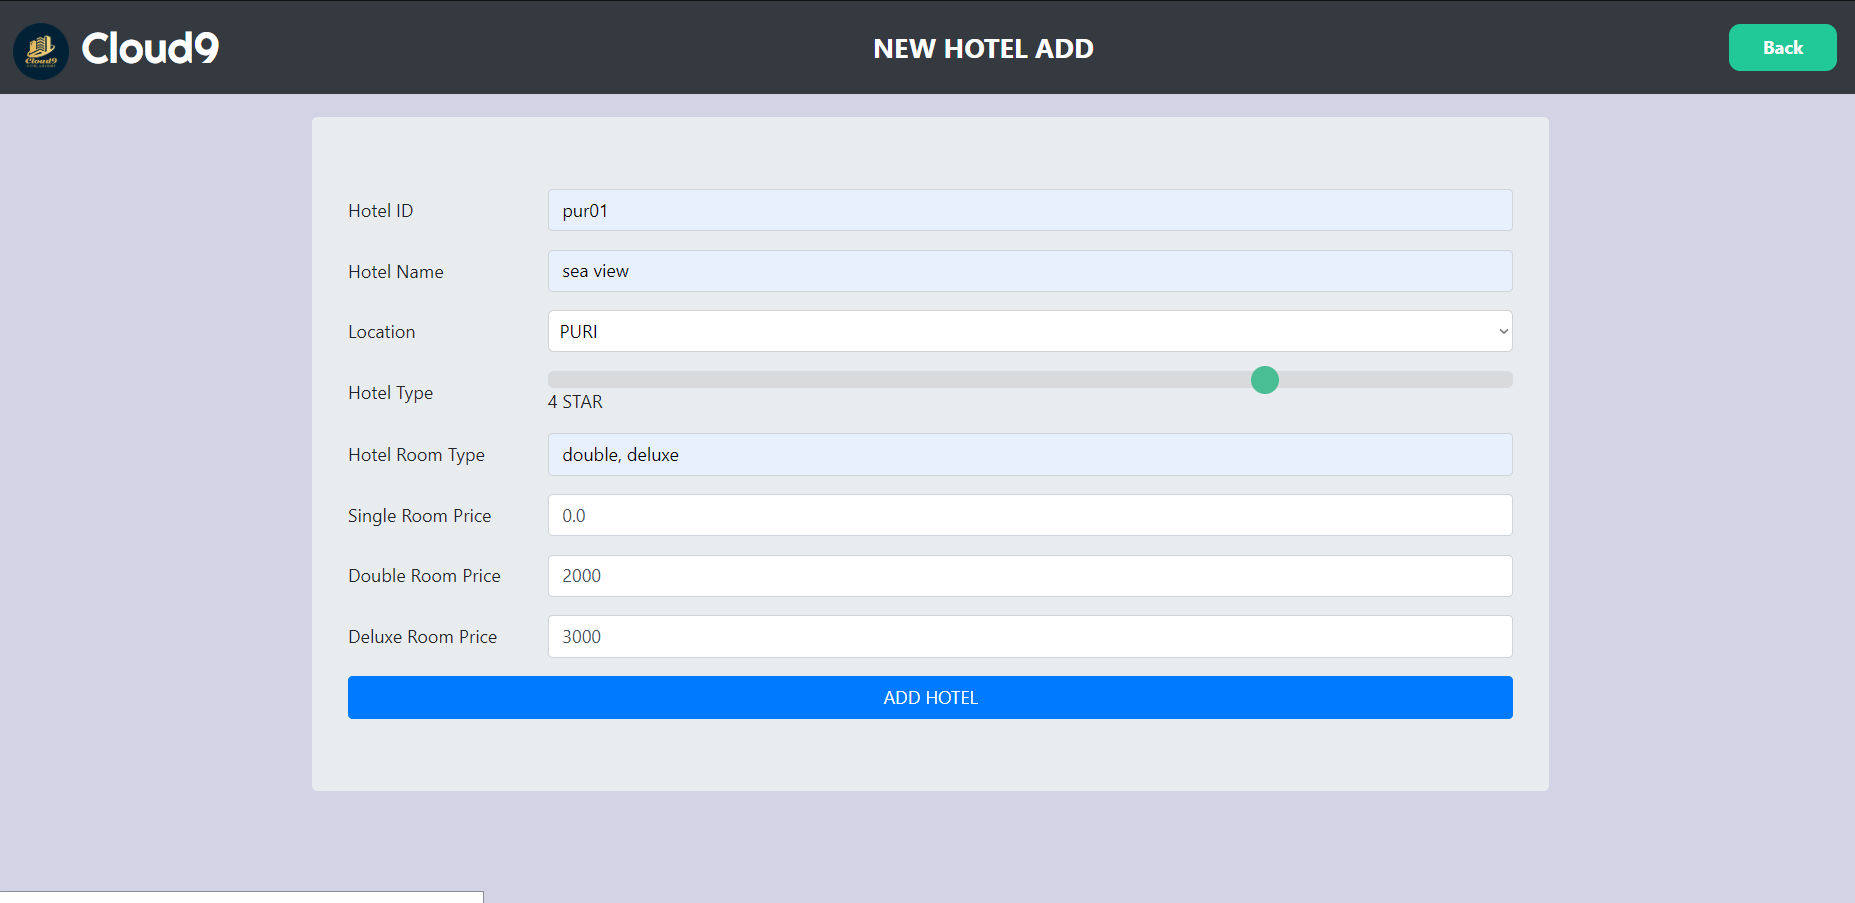 Cloud9
Cloud9
NEW HOTEL ADD
Back
Hotel ID
pur01
Hotel Name
sea view
Location
PURI
Hotel Type
4 STAR
Hotel Room Type
double, deluxe
Single Room Price
0.0
Double Room Price
2000
Deluxe Room Price
3000
ADD HOTEL